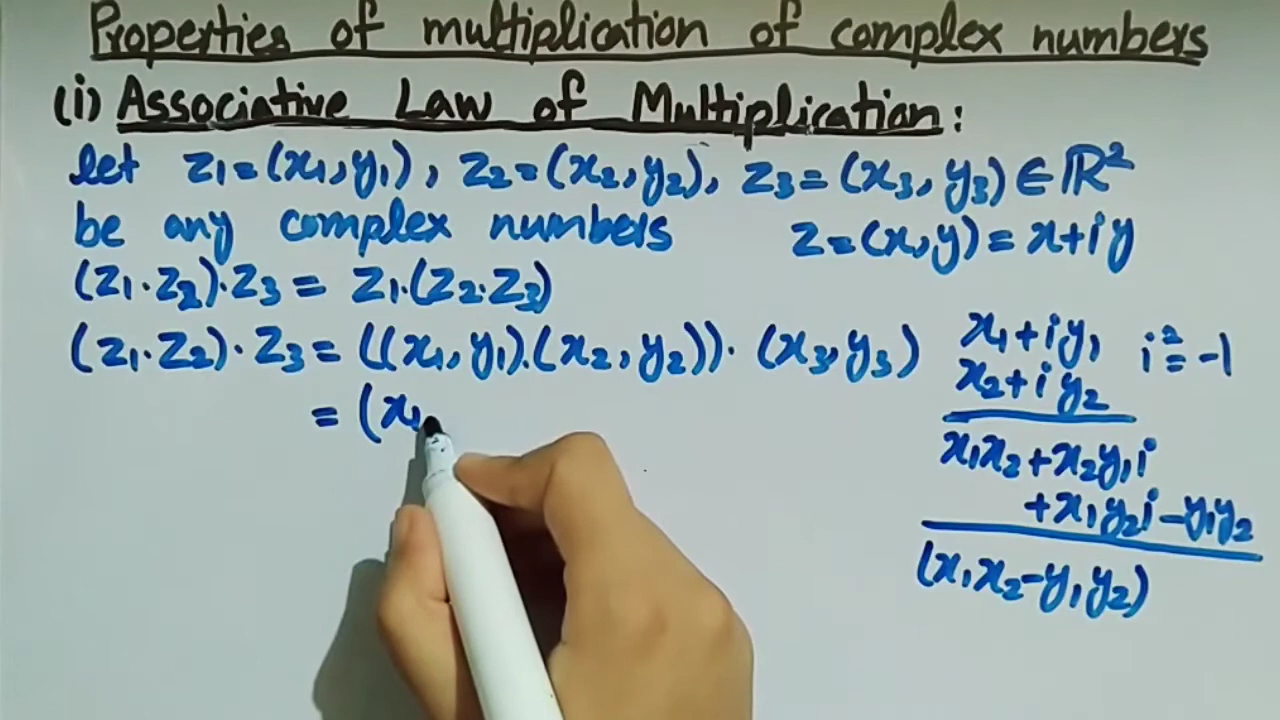 Properties of multiplication of complex numbers
(i) Associative Law of Multiplication:
let z₁=(x₁,y₁), z₂=(x₂,y₂), z₃=(x₃,y₃)∈ℝ²
be any complex numbers z=(x,y)=x+iy
(z₁·z₂)·z₃= z₁·(z₂·z₃)
(z₁·z₂)·z₃=((x₁,y₁)·(x₂,y₂))·(x₃,y₃)
=(x₁
x₁+iy₁ i²=-1
x₂+iy₂
x₁x₂+x₂y₁i
+x₁y₂i-y₁y₂
(x₁x₂-y₁y₂)